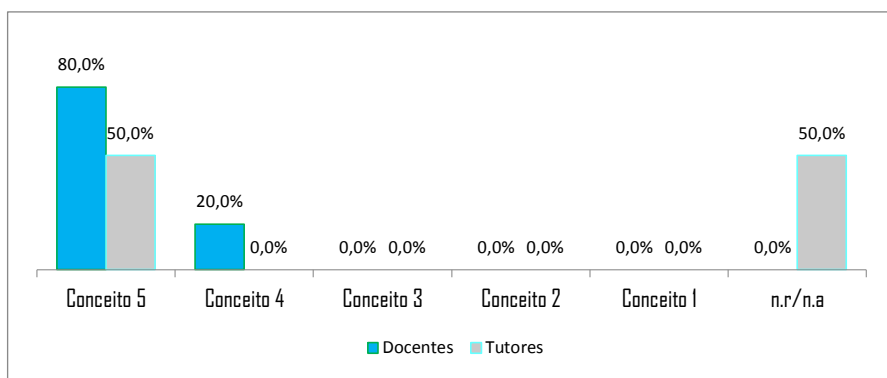 80,0%
50,0% 50,0%
20,0%
0,0% 0,0% 0,0% 0,0% 0,0% 0,0% 0,0% 0,0%
Conceito 5 Conceito 4 Conceito 3 Conceito 2 Conceito 1 n.r/n.a
Docentes Tutores